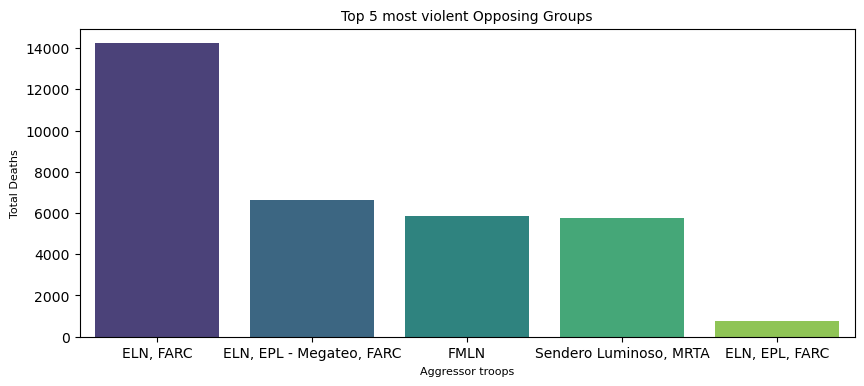 Top 5 most violent Opposing Groups
Total Deaths
14000
12000
10000
8000
6000
4000
2000
0
ELN, FARC
ELN, EPL - Megateo, FARC
FMLN
Sendero Luminoso, MRTA
ELN, EPL, FARC
Aggressor troops